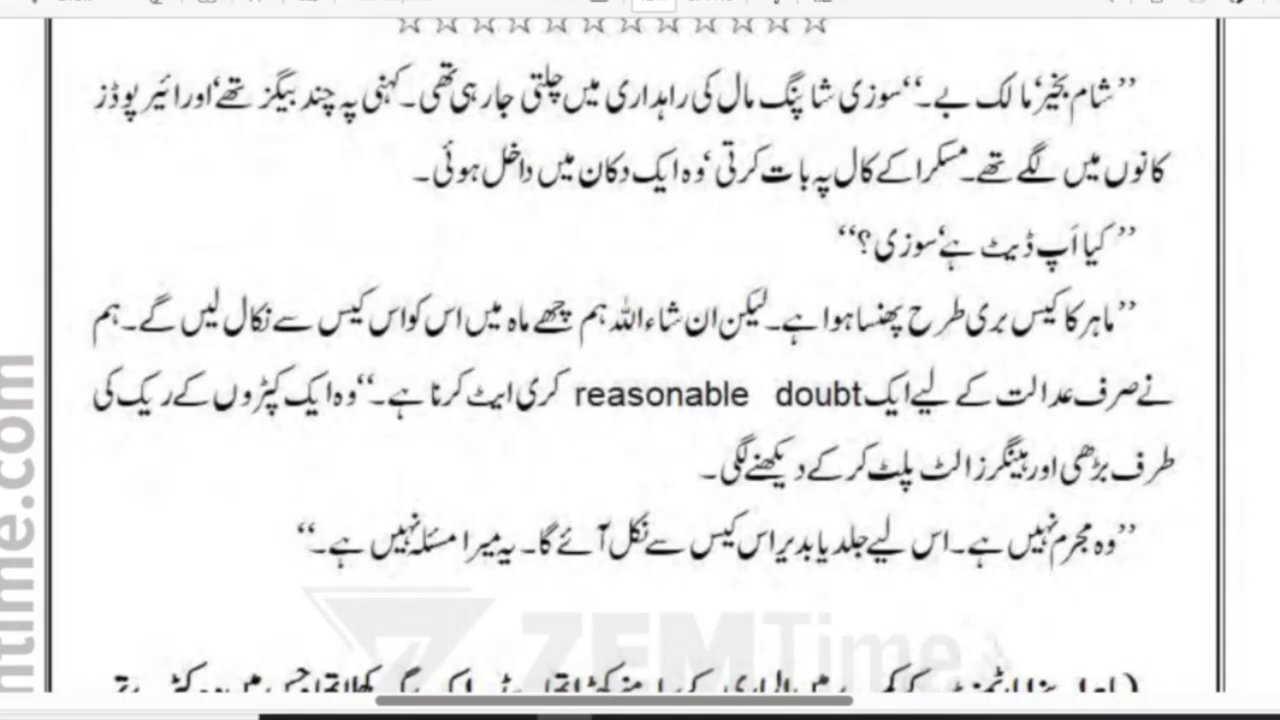 ☆☆☆☆☆☆☆☆☆☆☆☆
’’شام بخیر‘ مالک بے۔‘‘ سوزی شاپنگ مال کی راہداری میں چلتی جا رہی تھی۔ کہنی پہ چند بیگز تھے‘ اور ائیر پوڈز
کانوں میں لگے تھے۔ مسکرا کے کال پہ بات کرتی‘ وہ ایک دکان میں داخل ہوئی۔
’’کیا اَپ ڈیٹ ہے‘ سوزی؟‘‘
’’ماہر کا کیس بری طرح پھنسا ہوا ہے۔ لیکن ان شاء اللہ ہم چھے ماہ میں اس کو اس کیس سے نکال لیں گے۔ ہم
نے صرف عدالت کے لیے ایک reasonable doubt کری ایٹ کرنا ہے۔‘‘ وہ ایک کپڑوں کے ریک کی
طرف بڑھی اور ہینگرز الٹ پلٹ کر کے دیکھنے لگی۔
’’وہ مجرم نہیں ہے۔ اس لیے جلد یا بدیر اس کیس سے نکل آئے گا۔ یہ میرا مسئلہ نہیں ہے۔‘‘
ZEMTime
ntime.com